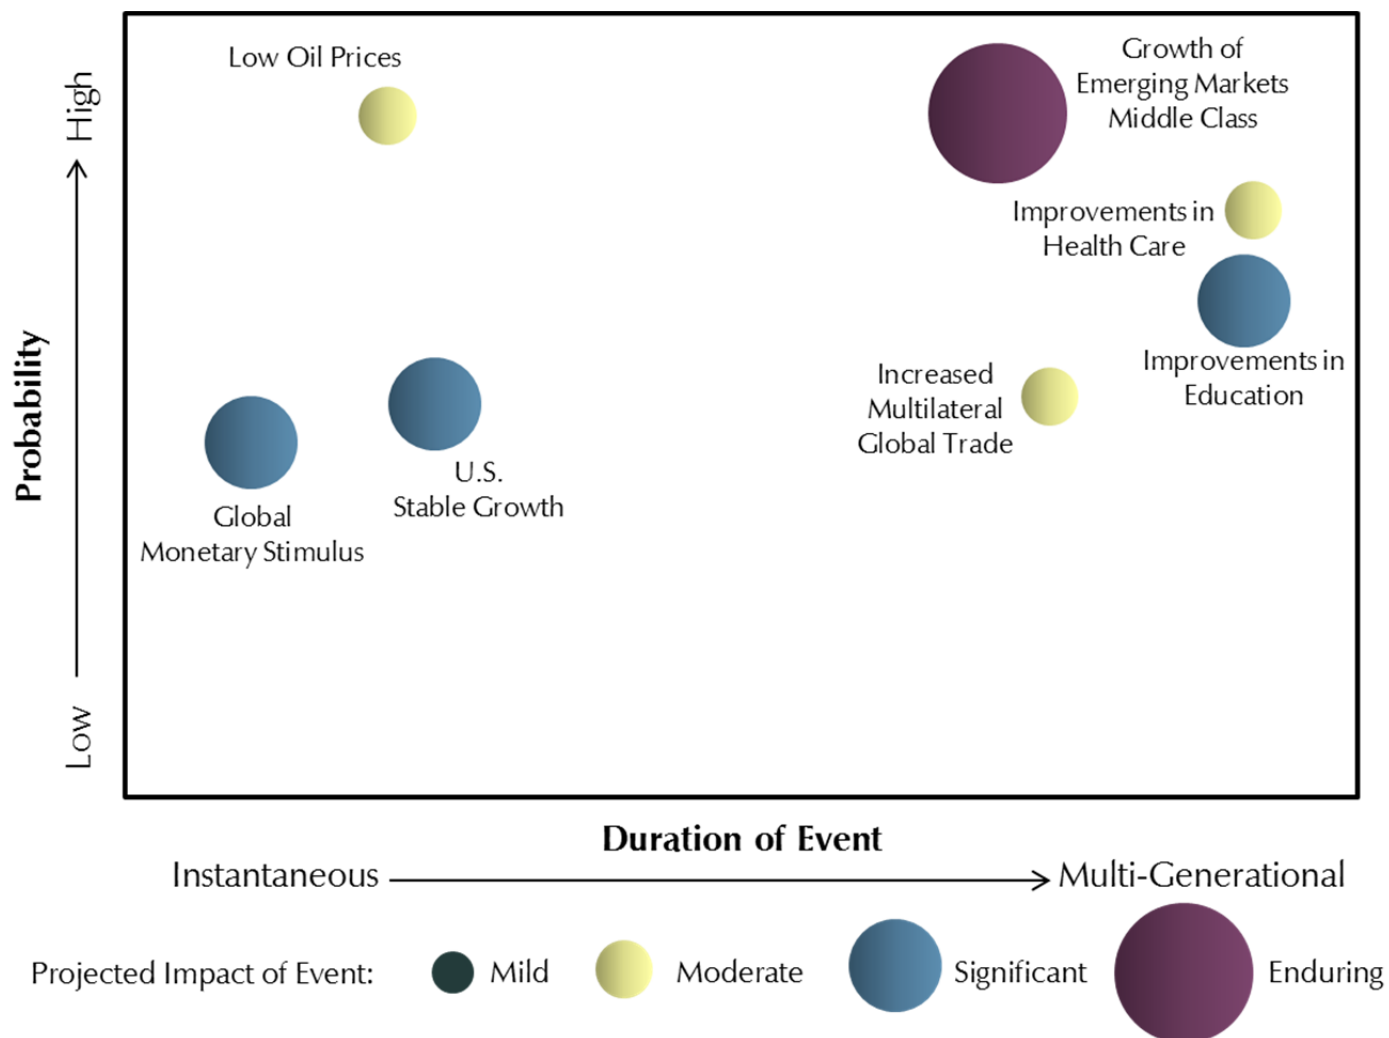 Low Oil Prices
Growth of
Emerging Markets
Middle Class
Improvements in
Health Care
Improvements in
Education
Increased
Multilateral
Global Trade
U.S.
Stable Growth
Global
Monetary Stimulus
High
Probability
Low
Duration of Event
Instantaneous
Multi-Generational
Projected Impact of Event:
Mild
Moderate
Significant
Enduring